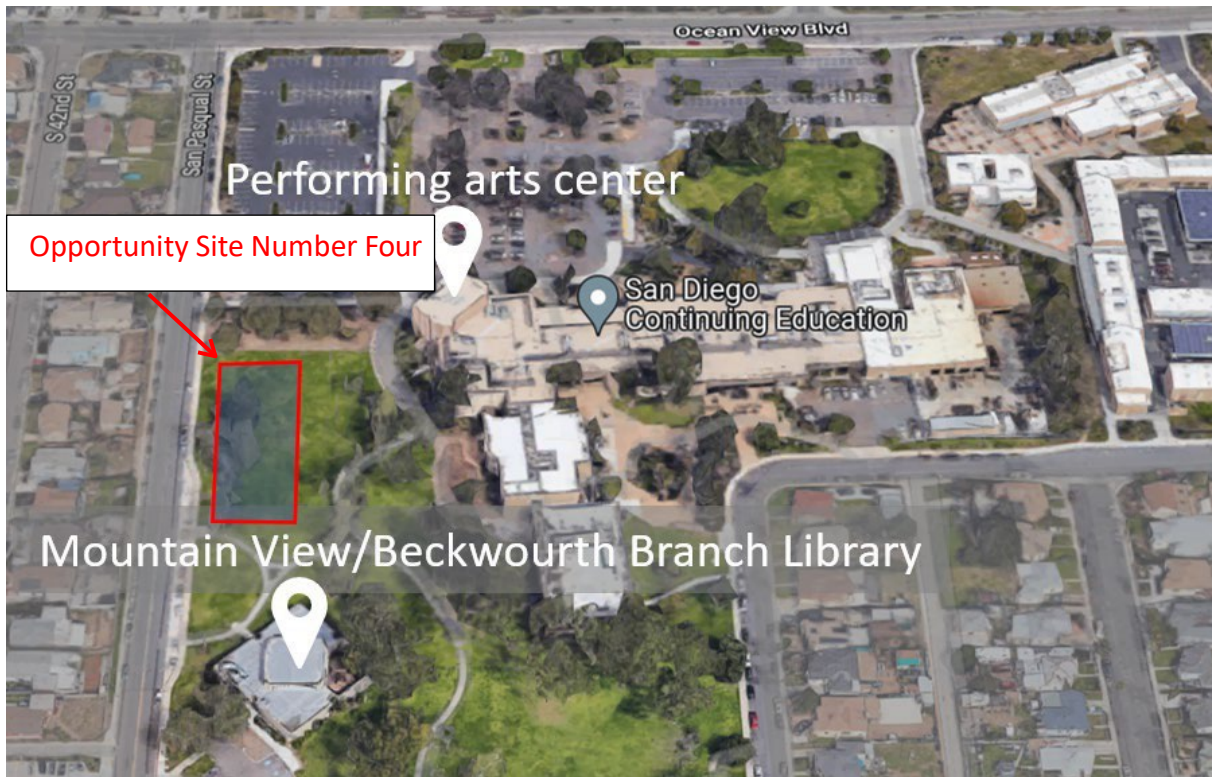 Ocean View Blvd
S 42nd St
San Pasqual St
Performing arts center
Opportunity Site Number Four
San Diego
Continuing Education
Mountain View/Beckwourth Branch Library